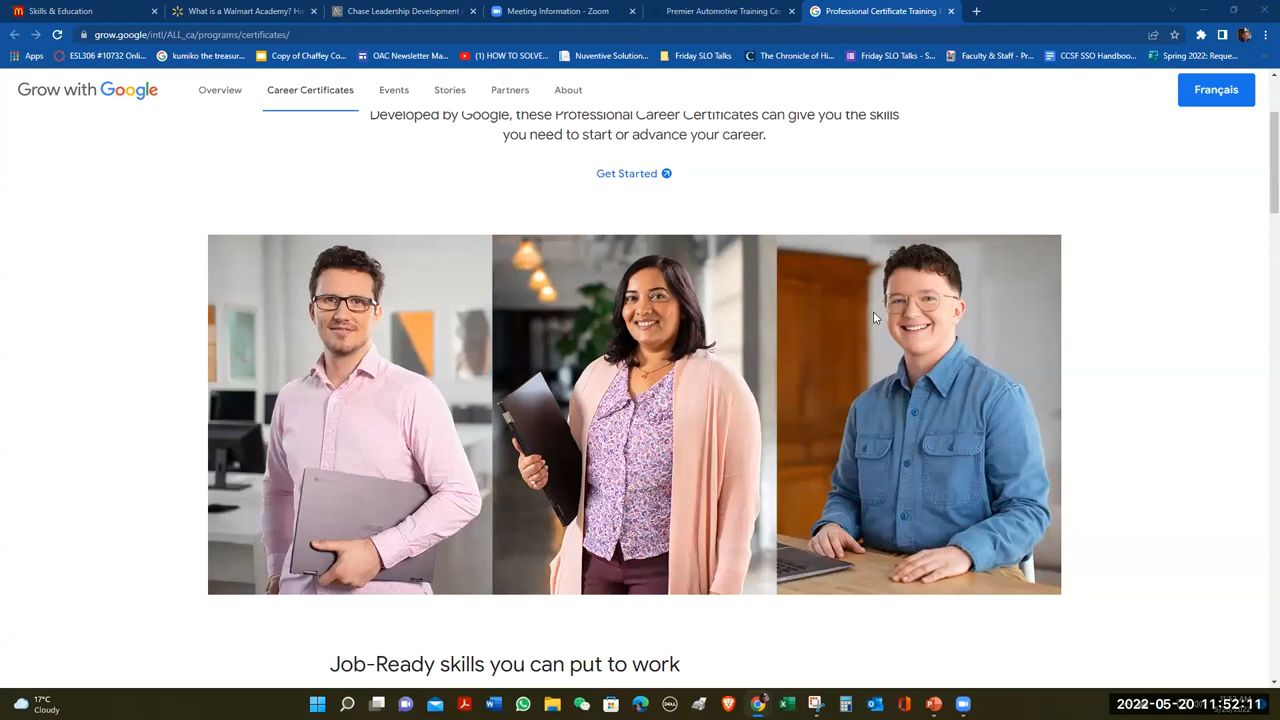 Skills & Education
What is a Walmart Academy? Ho
Chase Leadership Development
Meeting Information - Zoom
Premier Automotive Training Ce
Professional Certificate Training
grow.google/intl/ALL_ca/programs/certificates/
Apps
ESL306 #10732 Onli...
kumiko the treasur...
Copy of Chaffey Co...
OAC Newsletter Ma...
(1) HOW TO SOLVE...
Nuventive Solution...
Friday SLO Talks
The Chronicle of Hi...
Friday SLO Talks - S...
Faculty & Staff - Pr...
CCSF SSO Handboo...
Spring 2022: Reque...
Grow with Google
Overview
Career Certificates
Events
Stories
Partners
About
Français
Developed by Google, these Professional Career Certificates can give you the skills
you need to start or advance your career.
Get Started
Job-Ready skills you can put to work
17°C
Cloudy
2022-05-20 11:52:11